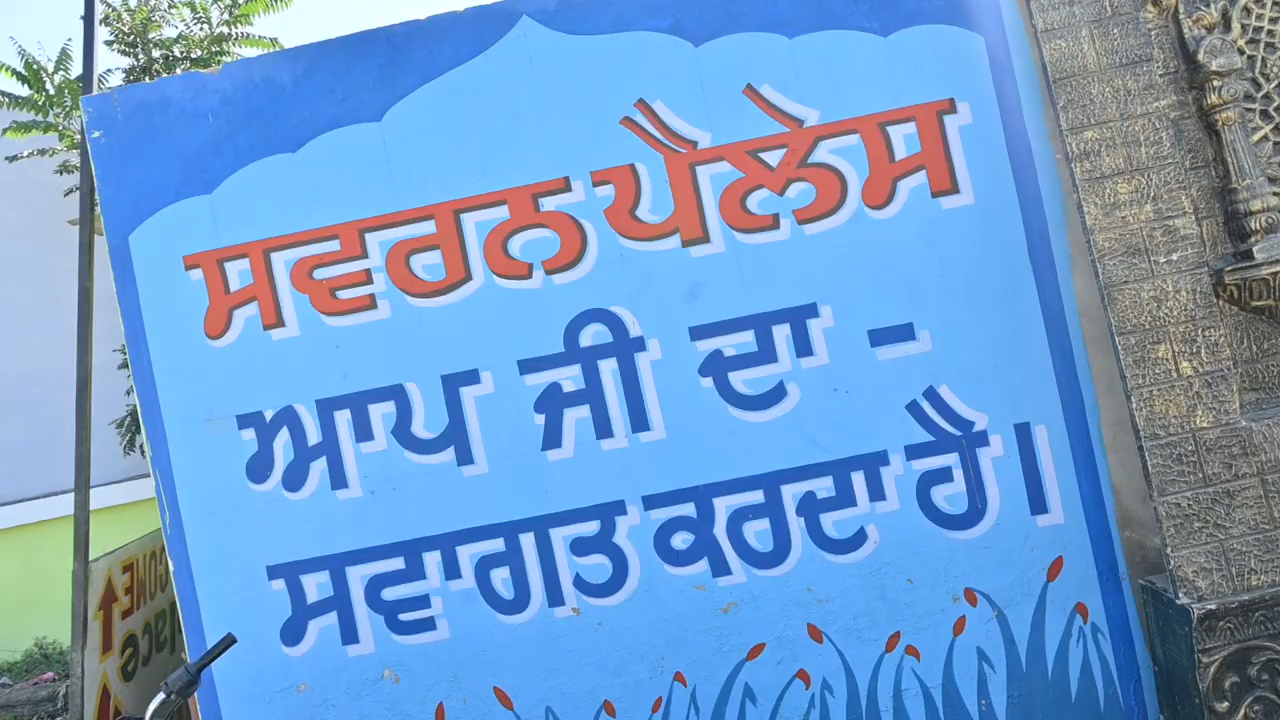 ਸਵਰਨ ਪੈਲੇਸ
ਆਪ ਜੀ ਦਾ -
ਸਵਾਗਤ ਕਰਦਾ ਹੈ।